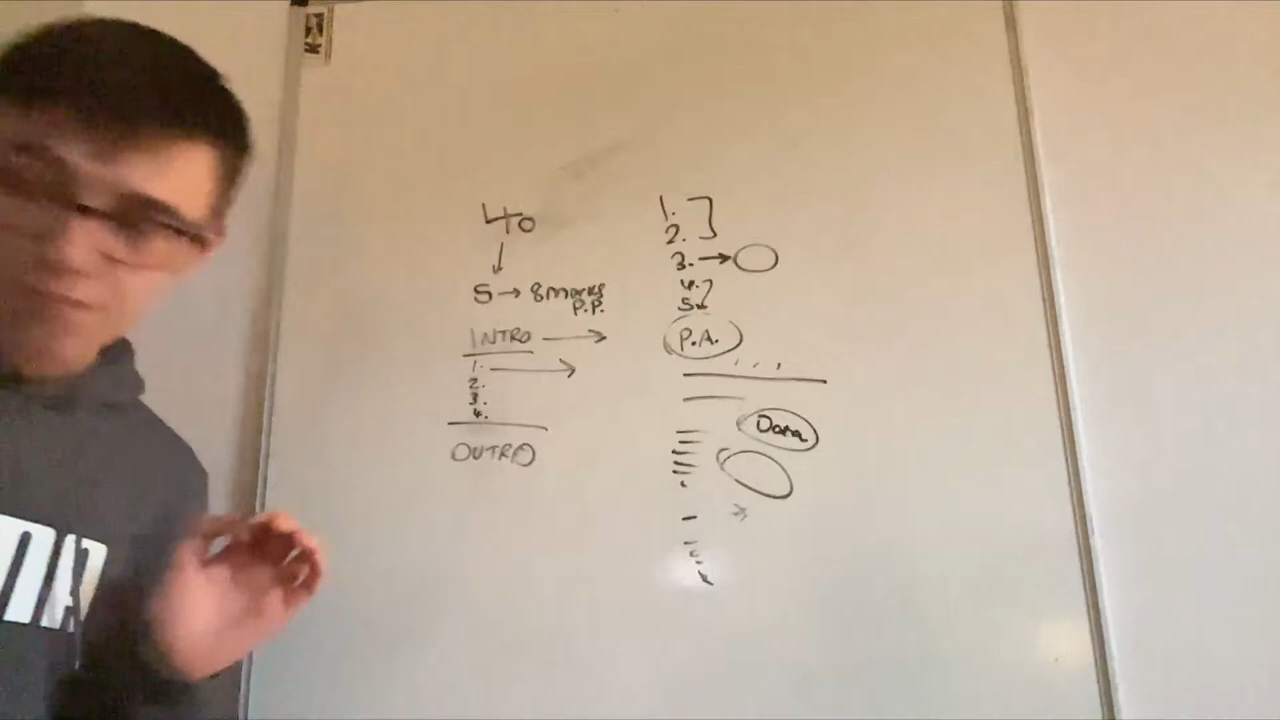 40
↓
5 → 8 marks
P.P.
INTRO →
1. →
2.
3.
4.
OUTRO
1.
2.
3. →
4.
5.
P.A.
...
Data